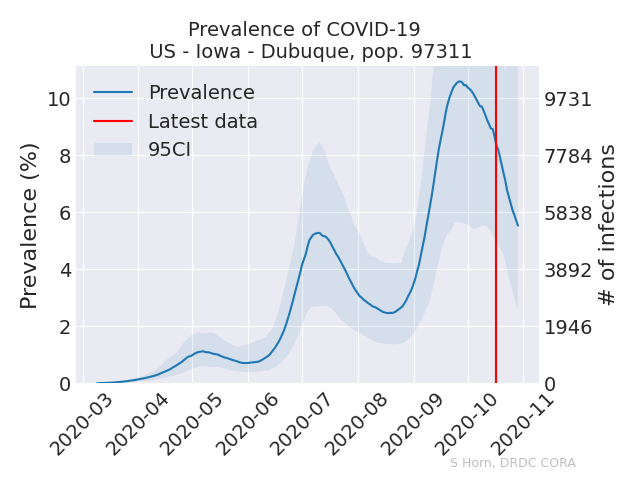 Prevalence of COVID-19
US - Iowa - Dubuque, pop. 97311
Prevalence
Latest data
95CI
Prevalence (%)
10
8
6
4
2
0
9731
7784
5838
3892
1946
0
# of infections
2020-03
2020-04
2020-05
2020-06
2020-07
2020-08
2020-09
2020-10
2020-11
S Horn, DRDC CORA